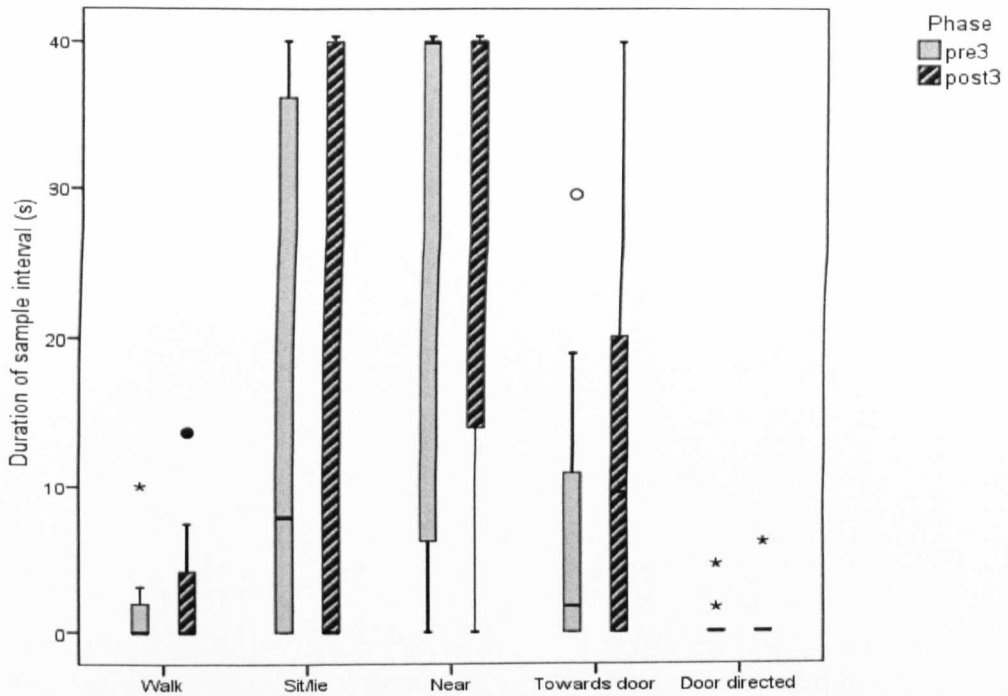 Phase
pre3
post3
Duration of sample interval (s)
40
30
20
10
0
Walk
Sit/lie
Near
Towards door
Door directed